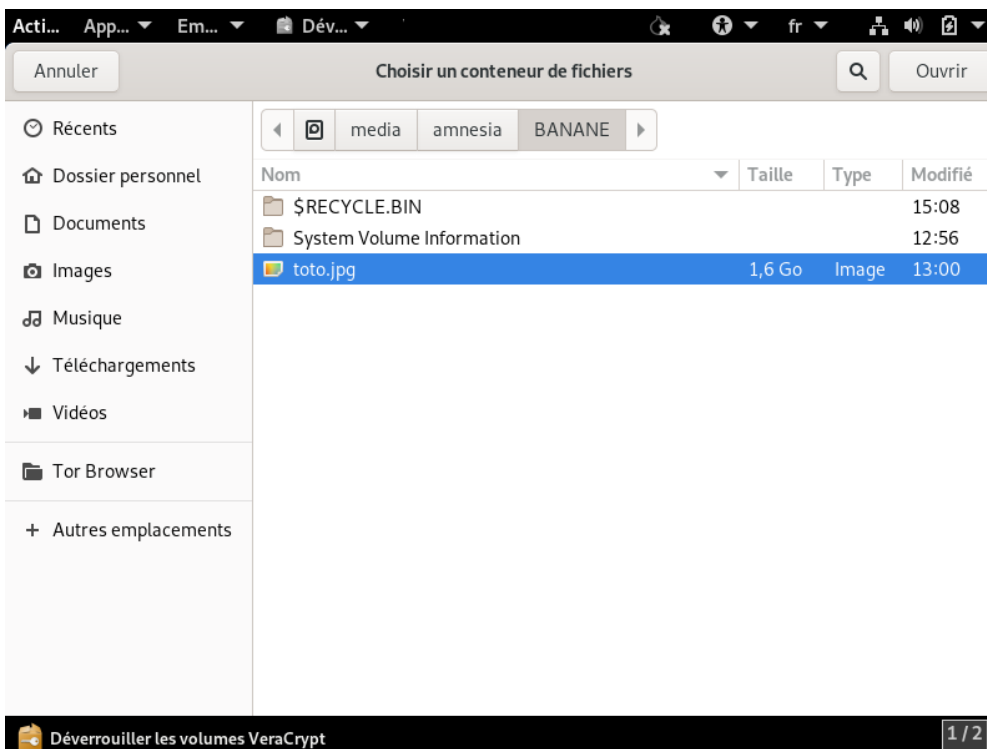 Acti... App... Em... Dév... fr
Annuler Choisir un conteneur de fichiers Ouvrir
Récents
Dossier personnel
Documents
Images
Musique
Téléchargements
Vidéos
Tor Browser
+ Autres emplacements
media amnesia BANANE
Nom Taille Type Modifié
$RECYCLE.BIN 15:08
System Volume Information 12:56
toto.jpg 1,6 Go Image 13:00
Déverrouiller les volumes VeraCrypt 1 / 2